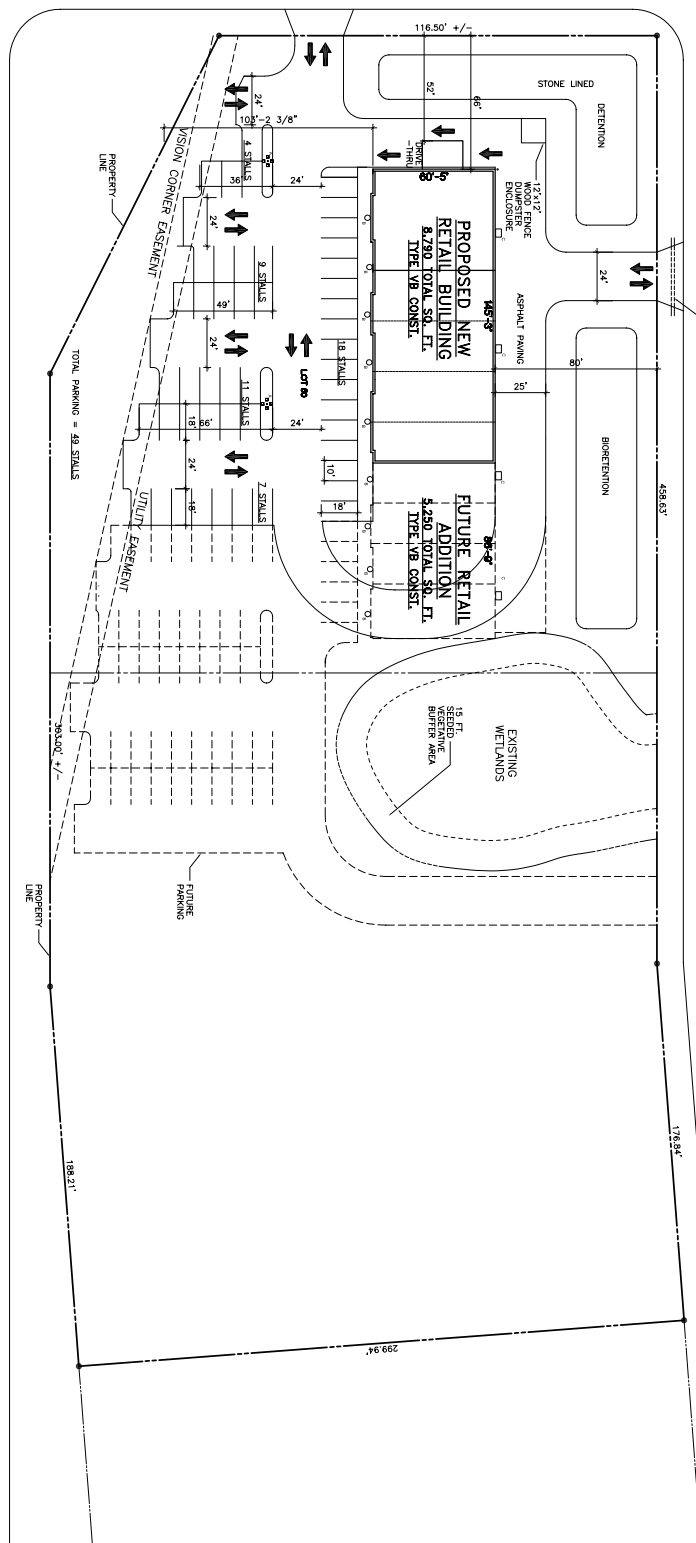 116.50' +/-
52'
66'
STONE LINED
DETENTION
24'
103'-2 3/8"
DRIVE
-THRU
12'x12'
WOOD FENCE
DUMPSTER
ENCLOSURE
PROPERTY
LINE
VISION CORNER EASEMENT
4 STALLS
36'
24'
60'-5"
PROPOSED NEW
RETAIL BUILDING
8,790 TOTAL SQ. FT.
TYPE VB CONST.
145'-3"
ASPHALT PAVING
24'
80'
25'
24'
9 STALLS
49'
24'
18 STALLS
LOT 60
TOTAL PARKING = 49 STALLS
11 STALLS
18'
66'
24'
24'
18'
7 STALLS
10'
18'
UTILITY EASEMENT
FUTURE RETAIL
ADDITION
5,250 TOTAL SQ. FT.
TYPE VB CONST.
BIORETENTION
458.63'
EXISTING
WETLANDS
15 FT.
SEEDED
VEGETATIVE
BUFFER AREA
303.00' +/-
FUTURE
PARKING
PROPERTY
LINE
176.84'
188.21'
299.94'